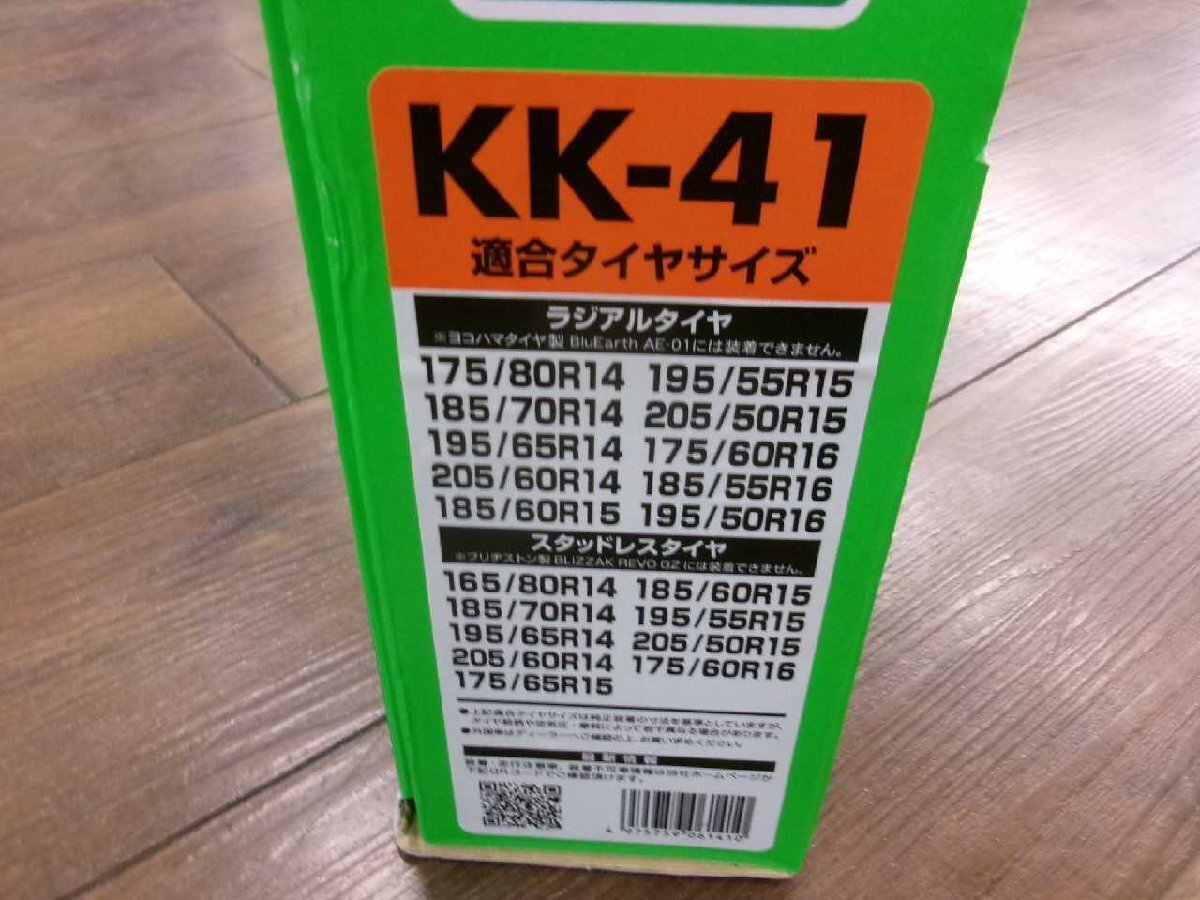 KK-41
適合タイヤサイズ
ラジアルタイヤ
※ヨコハマタイヤ製 BluEarth AE-01には装着できません。
175/80R14 195/55R15
185/70R14 205/50R15
195/65R14 175/60R16
205/60R14 185/55R16
185/60R15 195/50R16
スタッドレスタイヤ
※ブリヂストン製 BLIZZAK REVO 02には装着できません。
165/80R14 185/60R15
185/70R14 195/55R15
195/65R14 205/50R15
205/60R14 175/60R16
175/65R15
最新情報